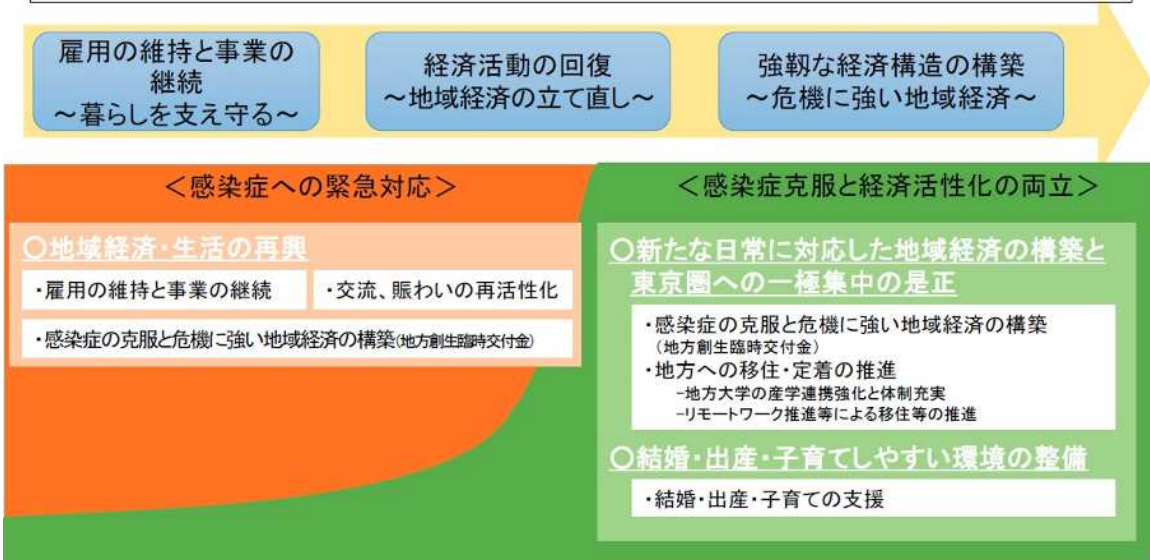 雇用の維持と事業の
継続
～暮らしを支え守る～
経済活動の回復
～地域経済の立て直し～
強靱な経済構造の構築
～危機に強い地域経済～
＜感染症への緊急対応＞
〇地域経済・生活の再興
・雇用の維持と事業の継続
・交流、賑わいの再活性化
・感染症の克服と危機に強い地域経済の構築(地方創生臨時交付金)
＜感染症克服と経済活性化の両立＞
〇新たな日常に対応した地域経済の構築と
東京圏への一極集中の是正
・感染症の克服と危機に強い地域経済の構築
(地方創生臨時交付金)
・地方への移住・定着の推進
－地方大学の産学連携強化と体制充実
－リモートワーク推進等による移住等の推進
〇結婚・出産・子育てしやすい環境の整備
・結婚・出産・子育ての支援